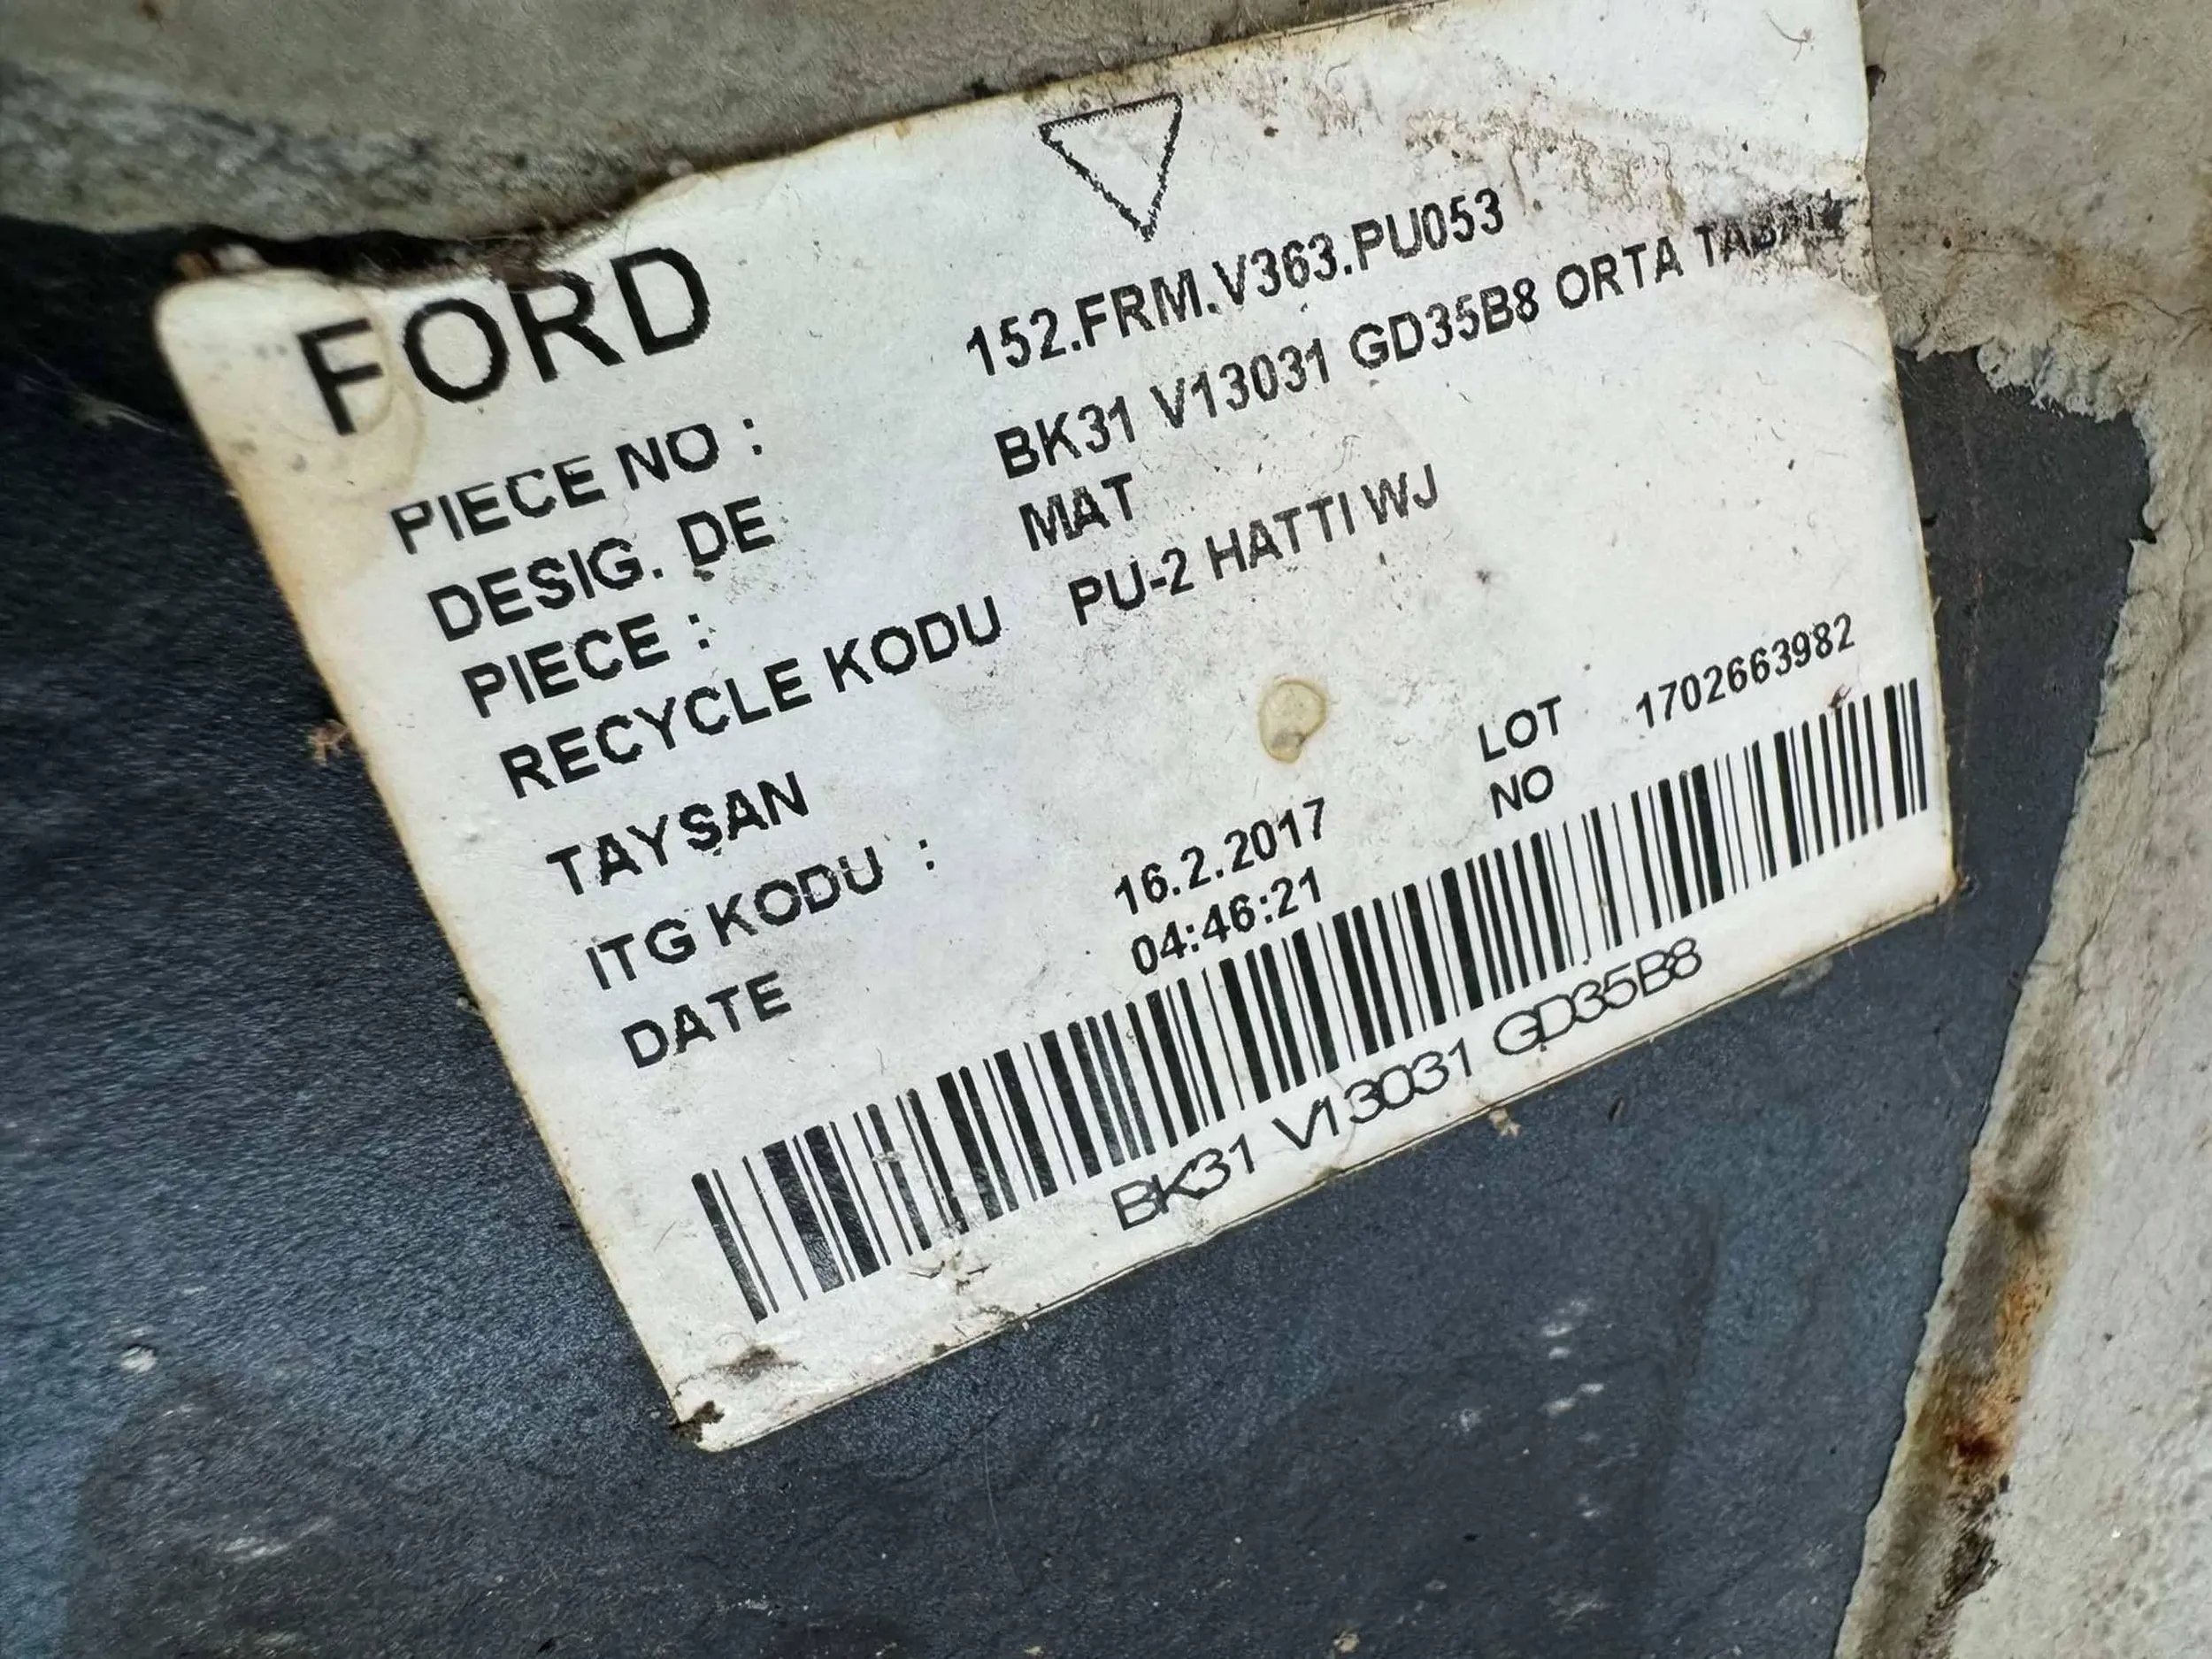 FORD
PIECE NO : 152.FRM.V363.PU053
DESIG. DE BK31 V13031 GD35B8 ORTA
PIECE : MAT
RECYCLE KODU PU-2 HATTI WJ
TAYSAN
ITG KODU :
DATE 16.2.2017 LOT 1702663982
04:46:21 NO
BK31 V13031 GD35B8